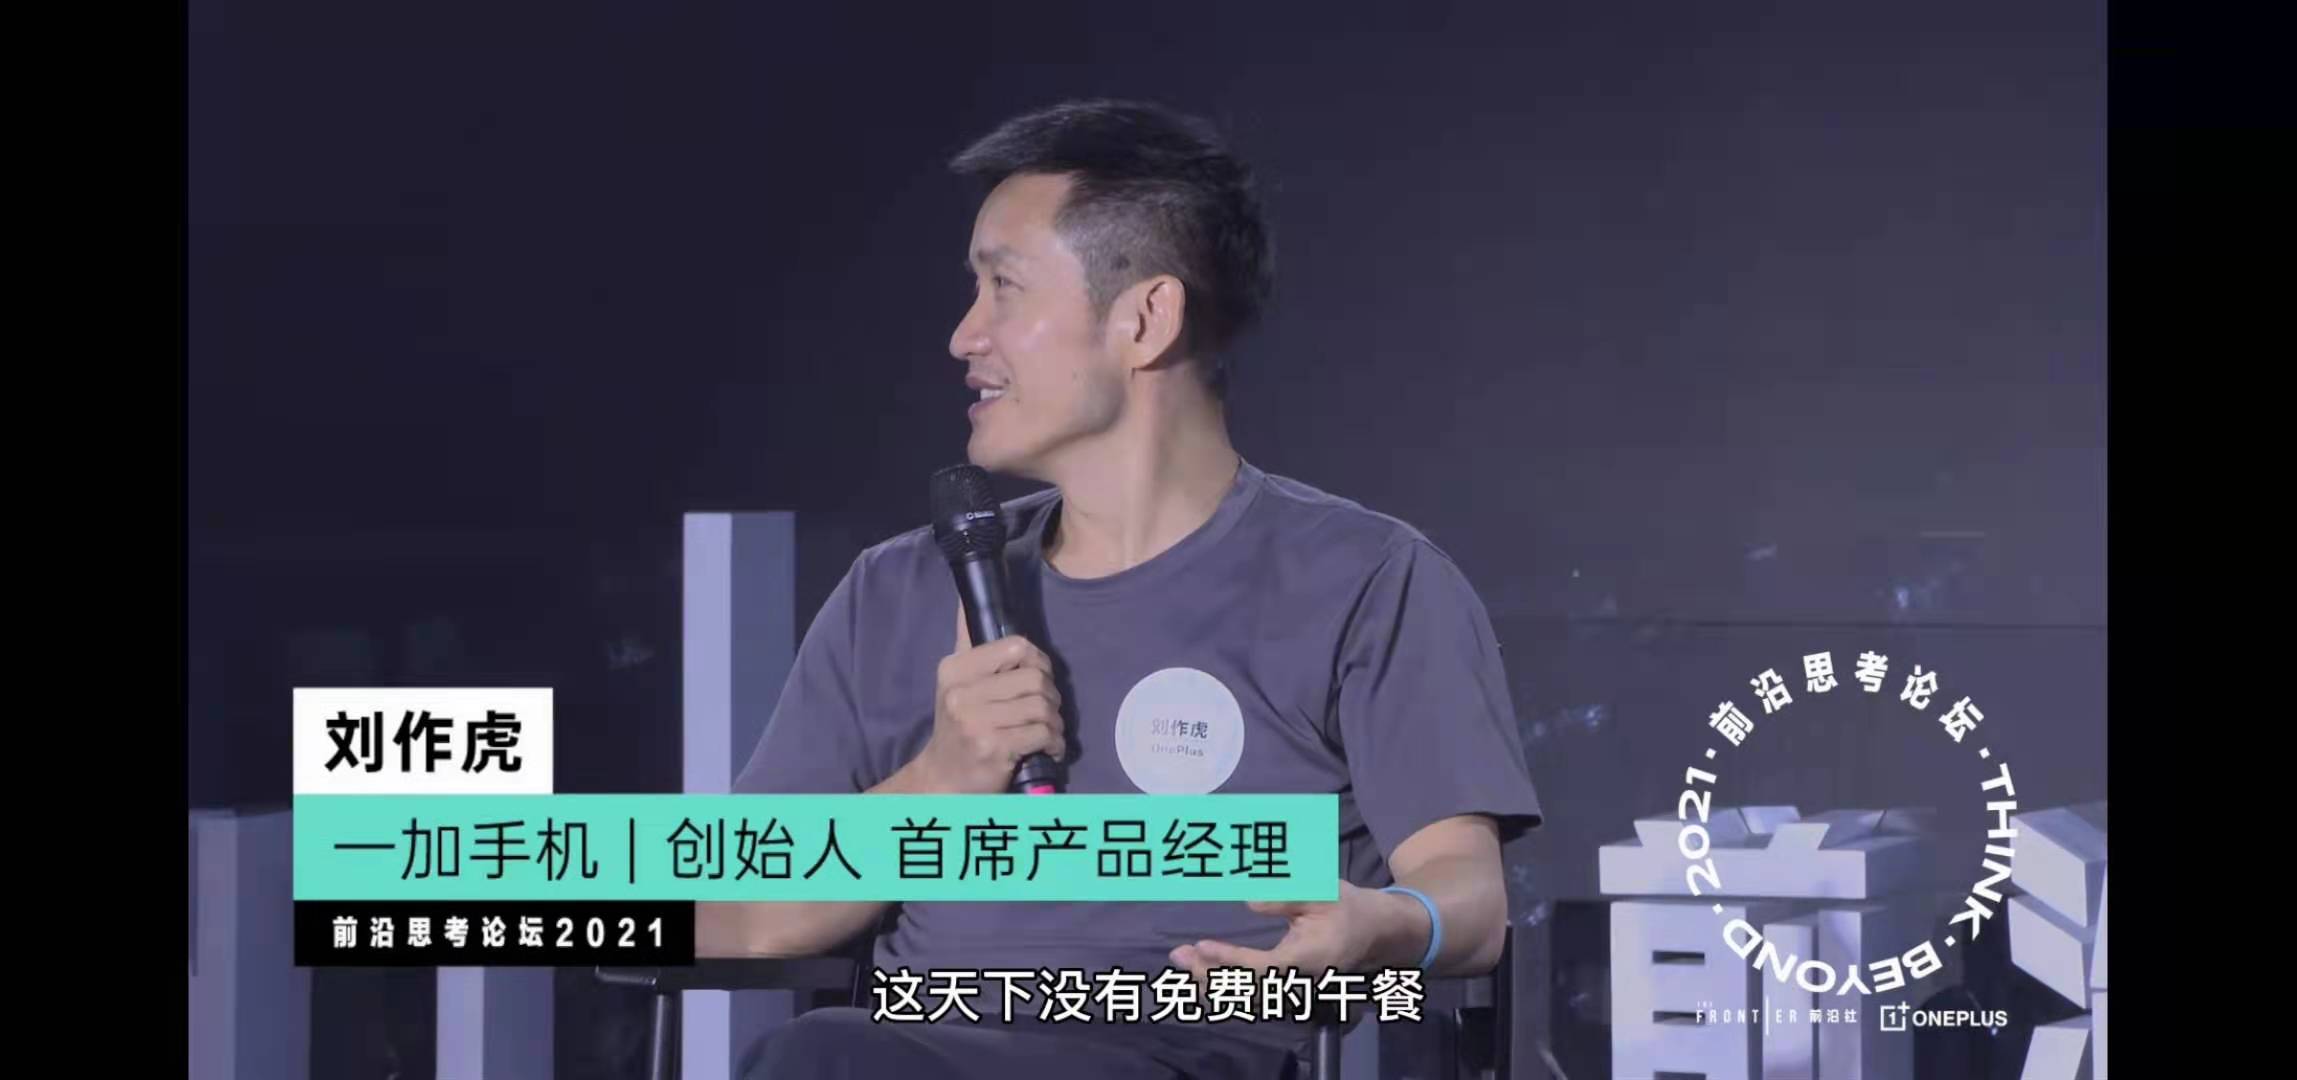 刘作虎
OnePlus
刘作虎
一加手机 | 创始人 首席产品经理
前沿思考论坛2021
这天下没有免费的午餐
2021·前沿思考论坛·THINK·BEYOND·
THE FRONTIER 前沿社 ONEPLUS